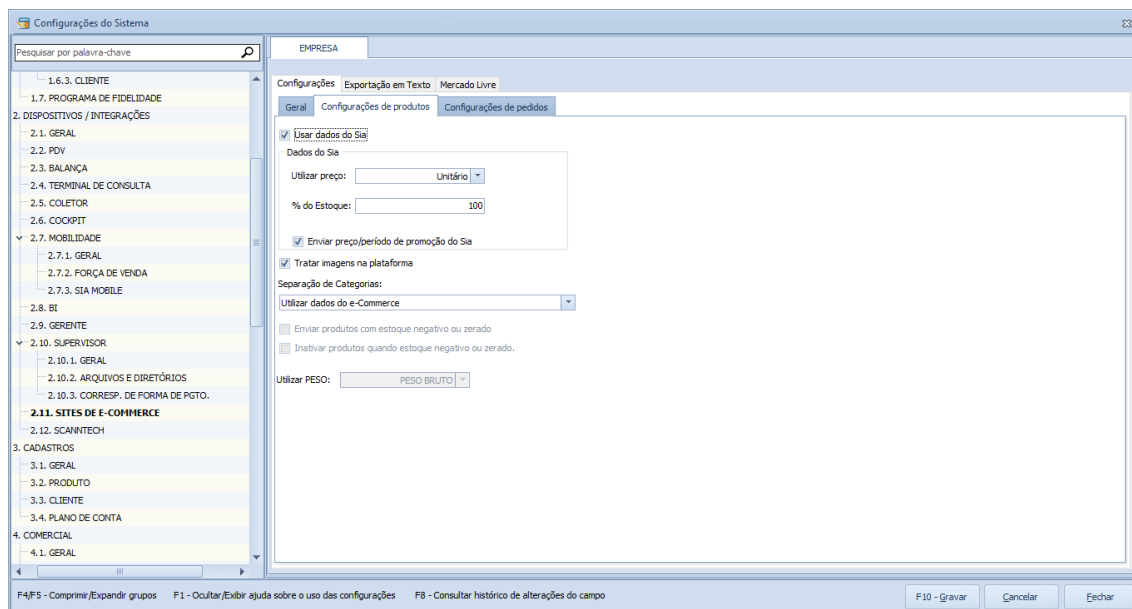 Configurações do Sistema
Pesquisar por palavra-chave
1.6.3. CLIENTE
1.7. PROGRAMA DE FIDELIDADE
2. DISPOSITIVOS / INTEGRAÇÕES
2.1. GERAL
2.2. PDV
2.3. BALANÇA
2.4. TERMINAL DE CONSULTA
2.5. COLETOR
2.6. COCKPIT
2.7. MOBILIDADE
2.7.1. GERAL
2.7.2. FORÇA DE VENDA
2.7.3. SIA MOBILE
2.8. BI
2.9. GERENTE
2.10. SUPERVISOR
2.10.1. GERAL
2.10.2. ARQUIVOS E DIRETÓRIOS
2.10.3. CORRESP. DE FORMA DE PGTO.
2.11. SITES DE E-COMMERCE
2.12. SCANNTECH
3. CADASTROS
3.1. GERAL
3.2. PRODUTO
3.3. CLIENTE
3.4. PLANO DE CONTA
4. COMERCIAL
4.1. GERAL
EMPRESA
Configurações Exportação em Texto Mercado Livre
Geral Configurações de produtos Configurações de pedidos
Usar dados do Sia
Dados do Sia
Utilizar preço: Unitário
% do Estoque: 100
Enviar preço/período de promoção do Sia
Tratar imagens na plataforma
Separação de Categorias:
Utilizar dados do e-Commerce
Enviar produtos com estoque negativo ou zerado
Inativar produtos quando estoque negativo ou zerado.
Utilizar PESO: PESO BRUTO
F4/F5 - Comprimir/Expandir grupos F1 - Ocultar/Exibir ajuda sobre o uso das configurações F8 - Consultar histórico de alterações do campo
F10 - Gravar Cancelar Fechar